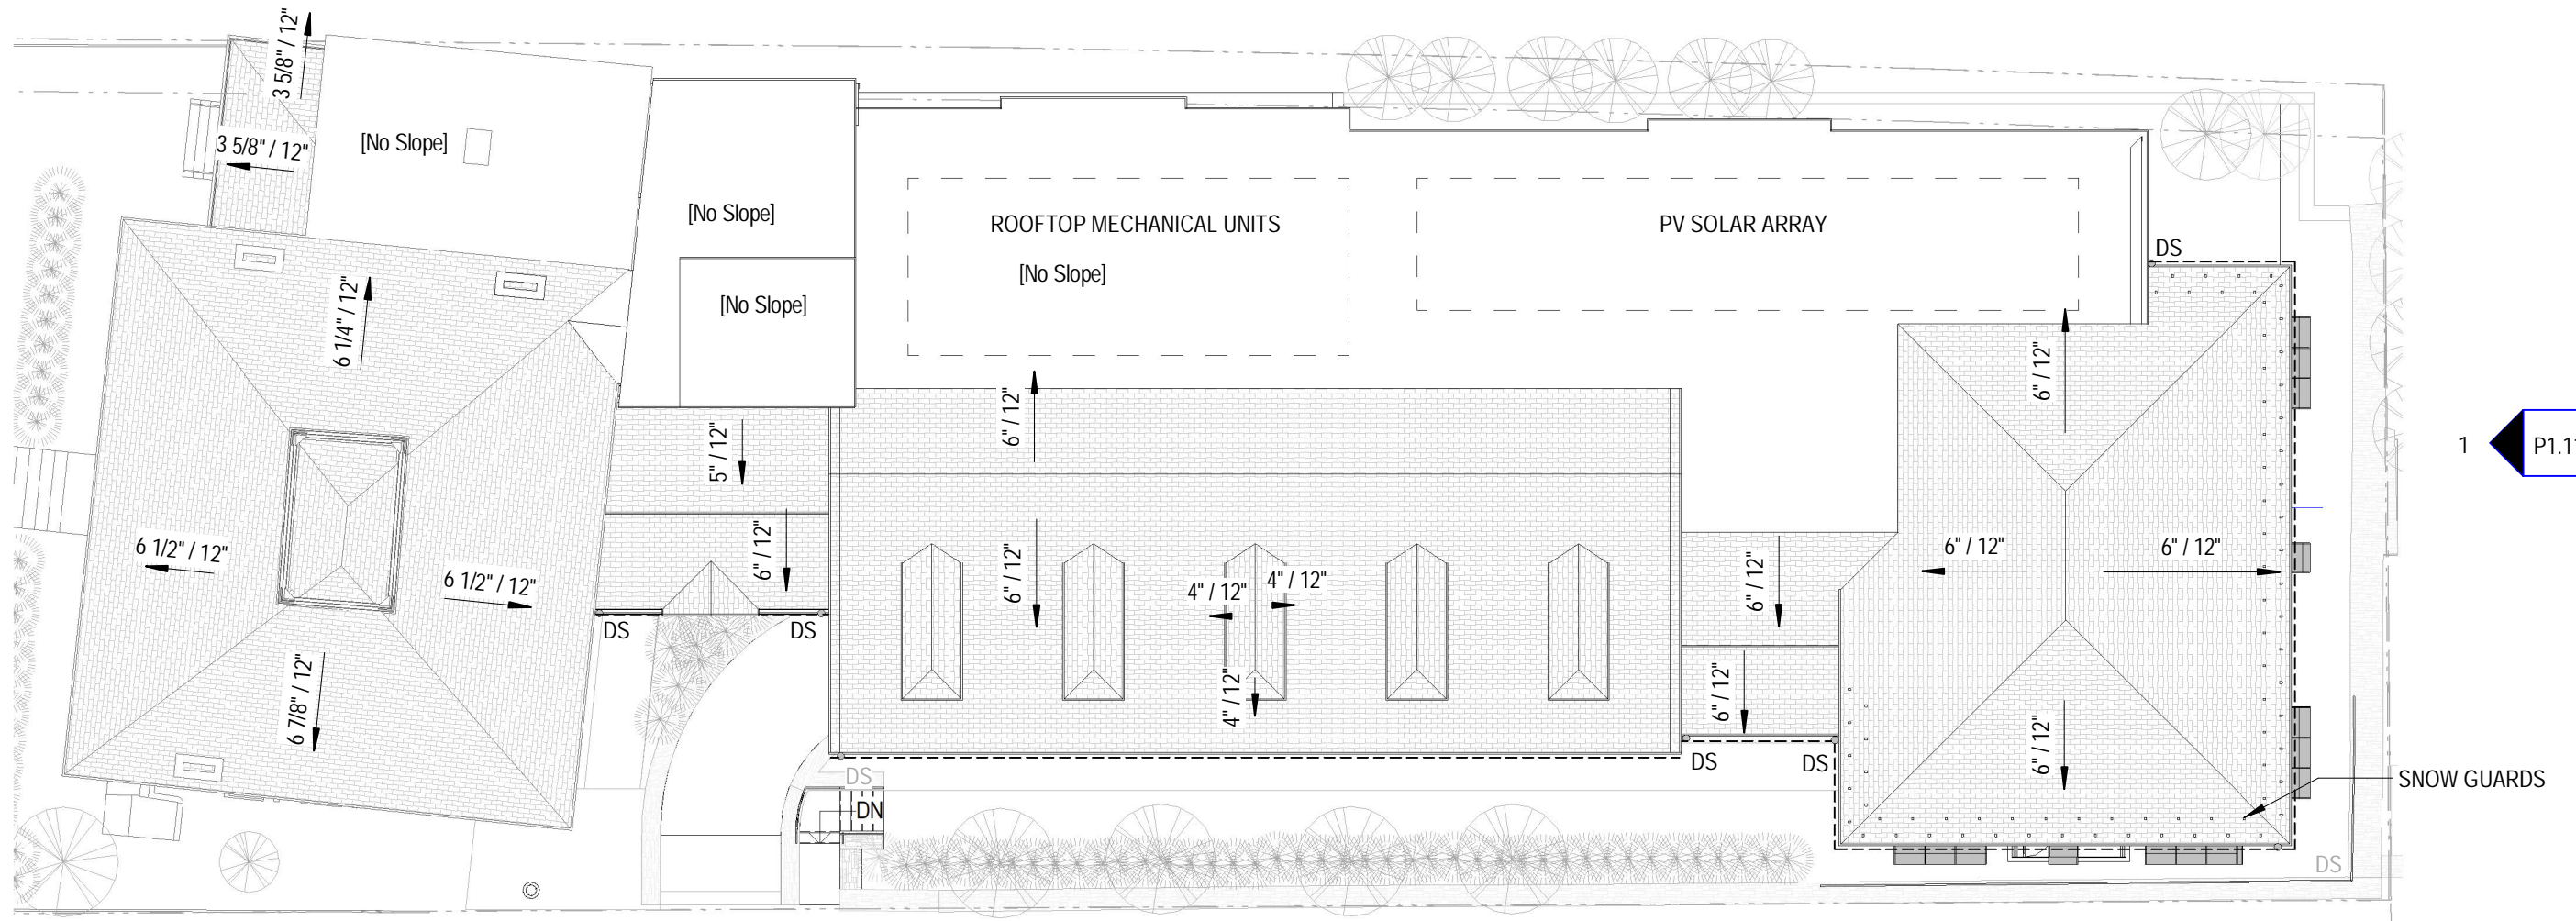 3 5/8" / 12"
3 5/8" / 12"
[No Slope]
[No Slope]
[No Slope]
ROOFTOP MECHANICAL UNITS
[No Slope]
PV SOLAR ARRAY
DS
6 1/4" / 12"
6" / 12"
6" / 12"
5" / 12"
1
P1.11
6 1/2" / 12"
6 1/2" / 12"
6" / 12"
6" / 12"
4" / 12"
4" / 12"
6" / 12"
6" / 12"
6" / 12"
DS
DS
6 7/8" / 12"
4" / 12"
6" / 12"
6" / 12"
DS
DS
DS
SNOW GUARDS
DN
DS